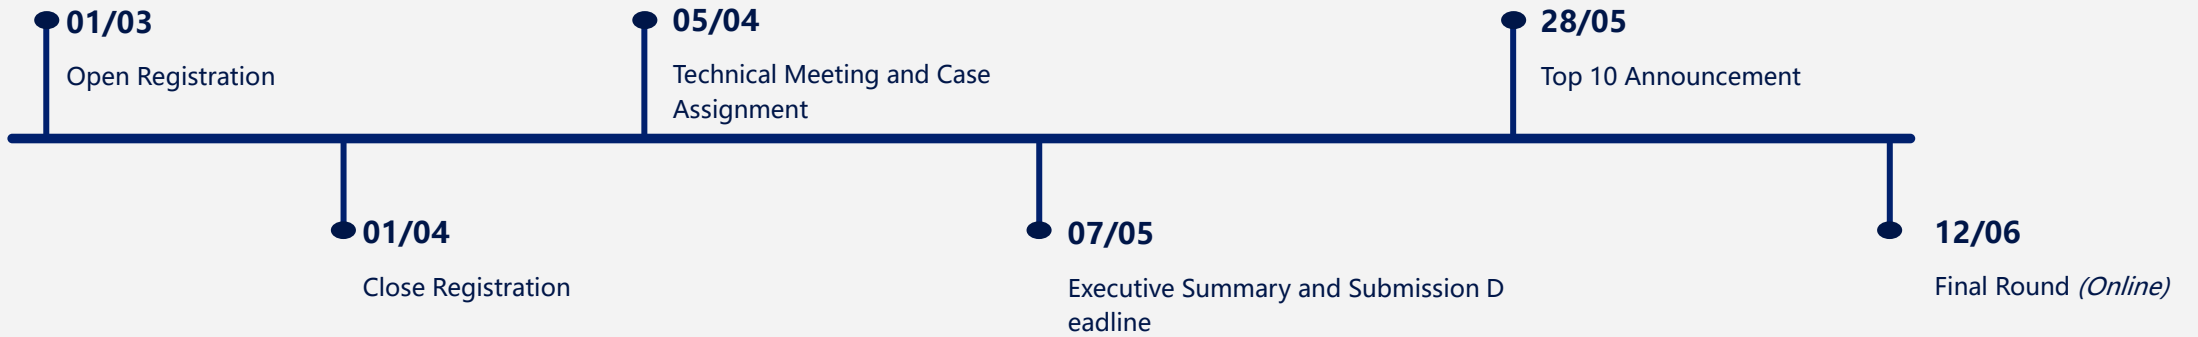 01/03
Open Registration
01/04
Close Registration
05/04
Technical Meeting and Case
Assignment
07/05
Executive Summary and Submission D
eadline
28/05
Top 10 Announcement
12/06
Final Round (Online)